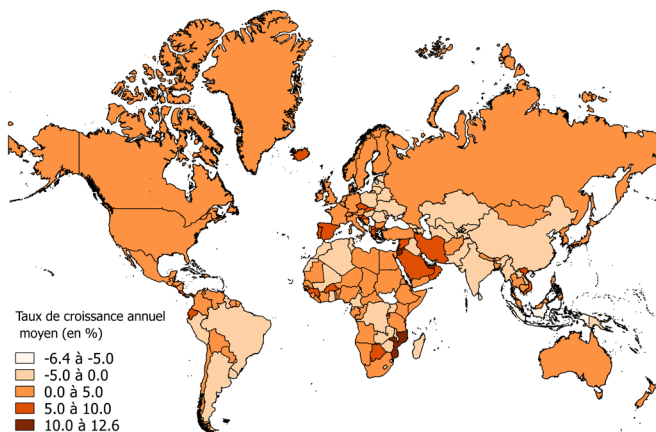 Taux de croissance annuel
moyen (en %)
-6.4 à -5.0
-5.0 à 0.0
0.0 à 5.0
5.0 à 10.0
10.0 à 12.6